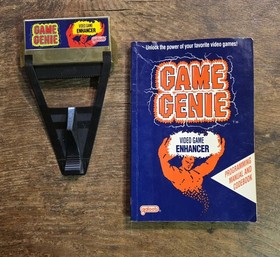 GAME
GENIE
VIDEO GAME
ENHANCER
Unlock the power of your favorite video games!
GAME
GENIE
VIDEO GAME
ENHANCER
PROGRAMMING
MANUAL AND
CODEBOOK
Galoob